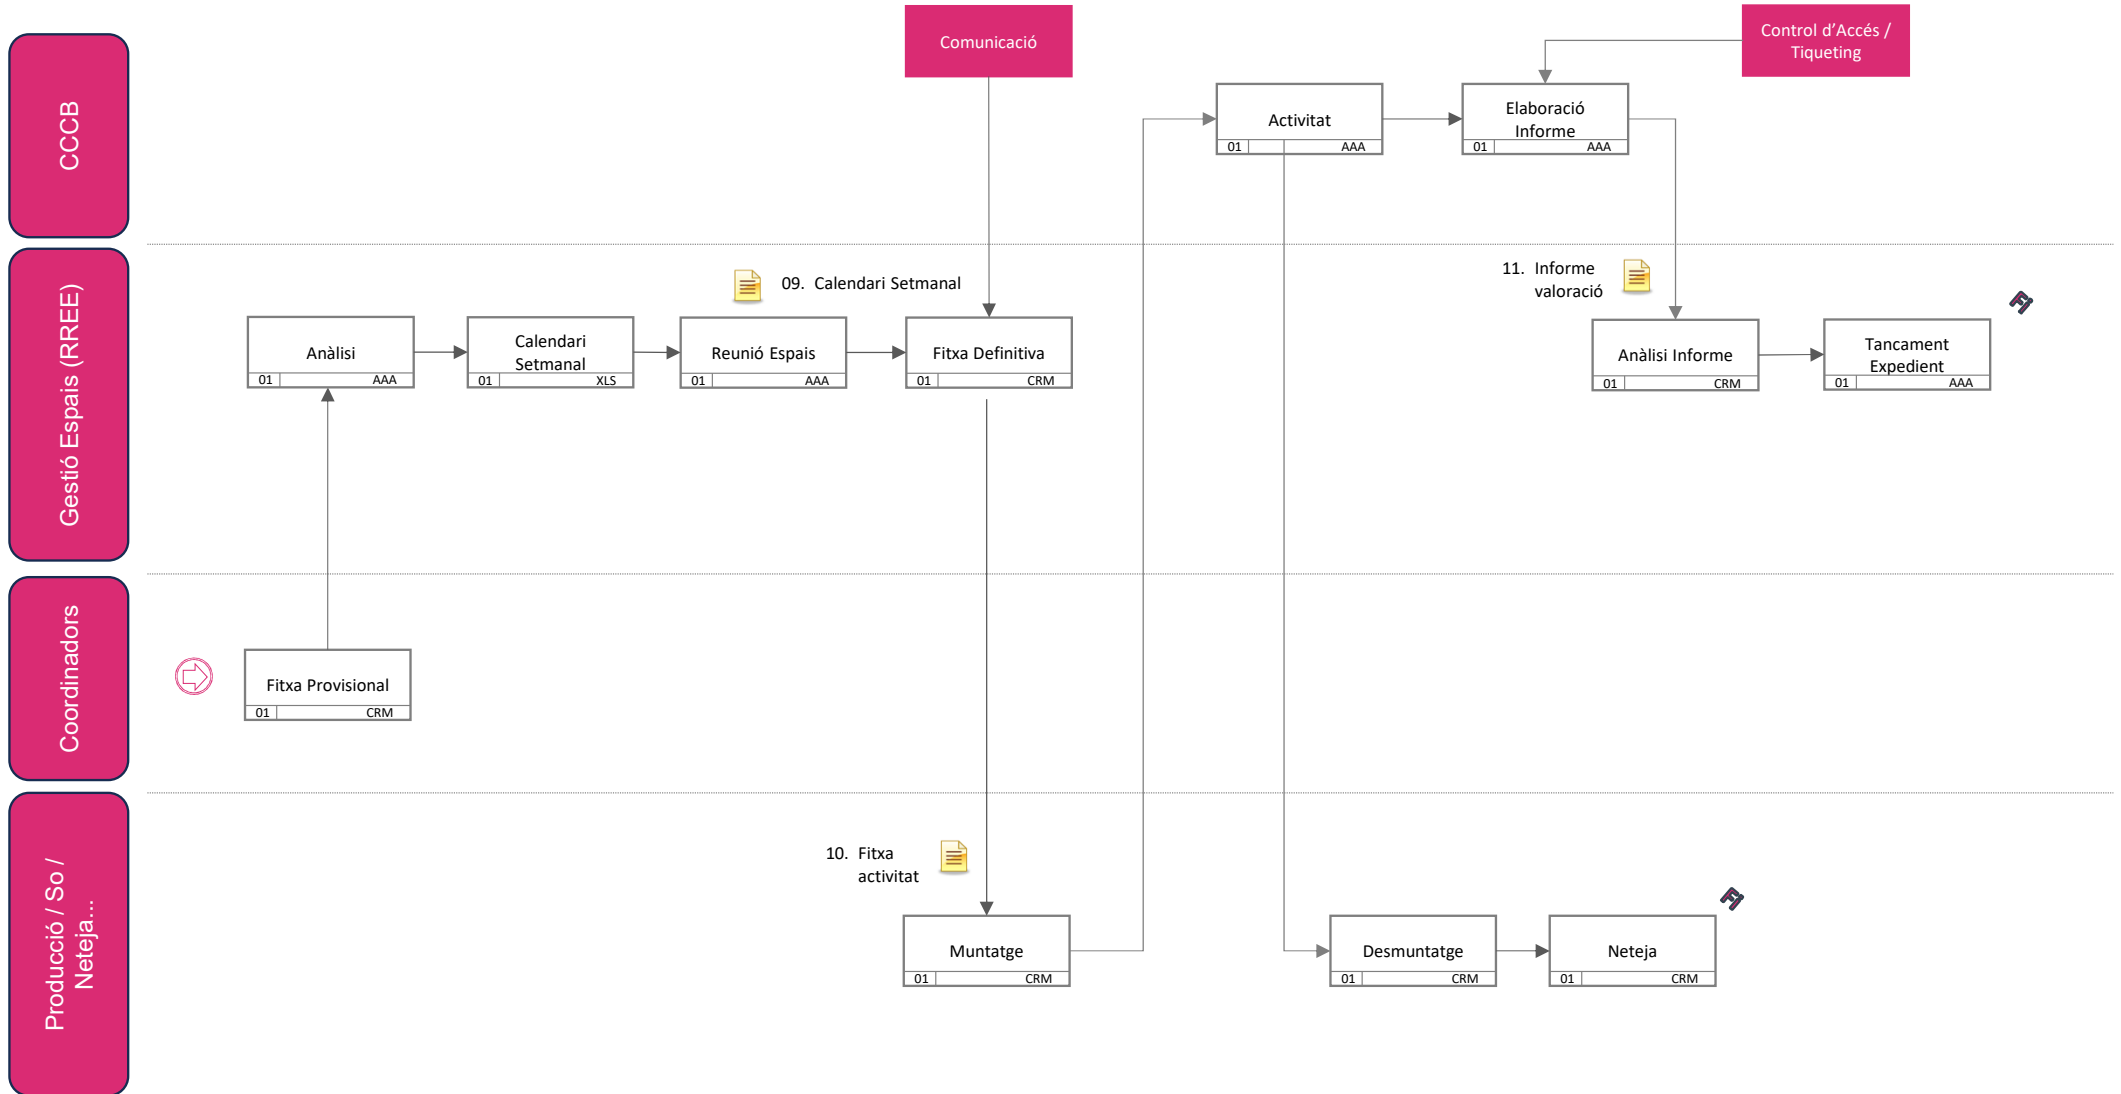 Comunicació
Control d'Accés /
Tiqueting
CCCB
Activitat
01 AAA
Elaboració
Informe
01 AAA
Gestió Espais (RREE)
09. Calendari Setmanal
11. Informe
valoració
Anàlisi
01 AAA
Calendari
Setmanal
01 XLS
Reunió Espais
01 AAA
Fitxa Definitiva
01 CRM
Anàlisi Informe
01 CRM
Tancament
Expedient
01 AAA
Fi
Coordinadors
Fitxa Provisional
01 CRM
Producció / So /
Neteja...
10. Fitxa
activitat
Muntatge
01 CRM
Desmuntatge
01 CRM
Neteja
01 CRM
Fi